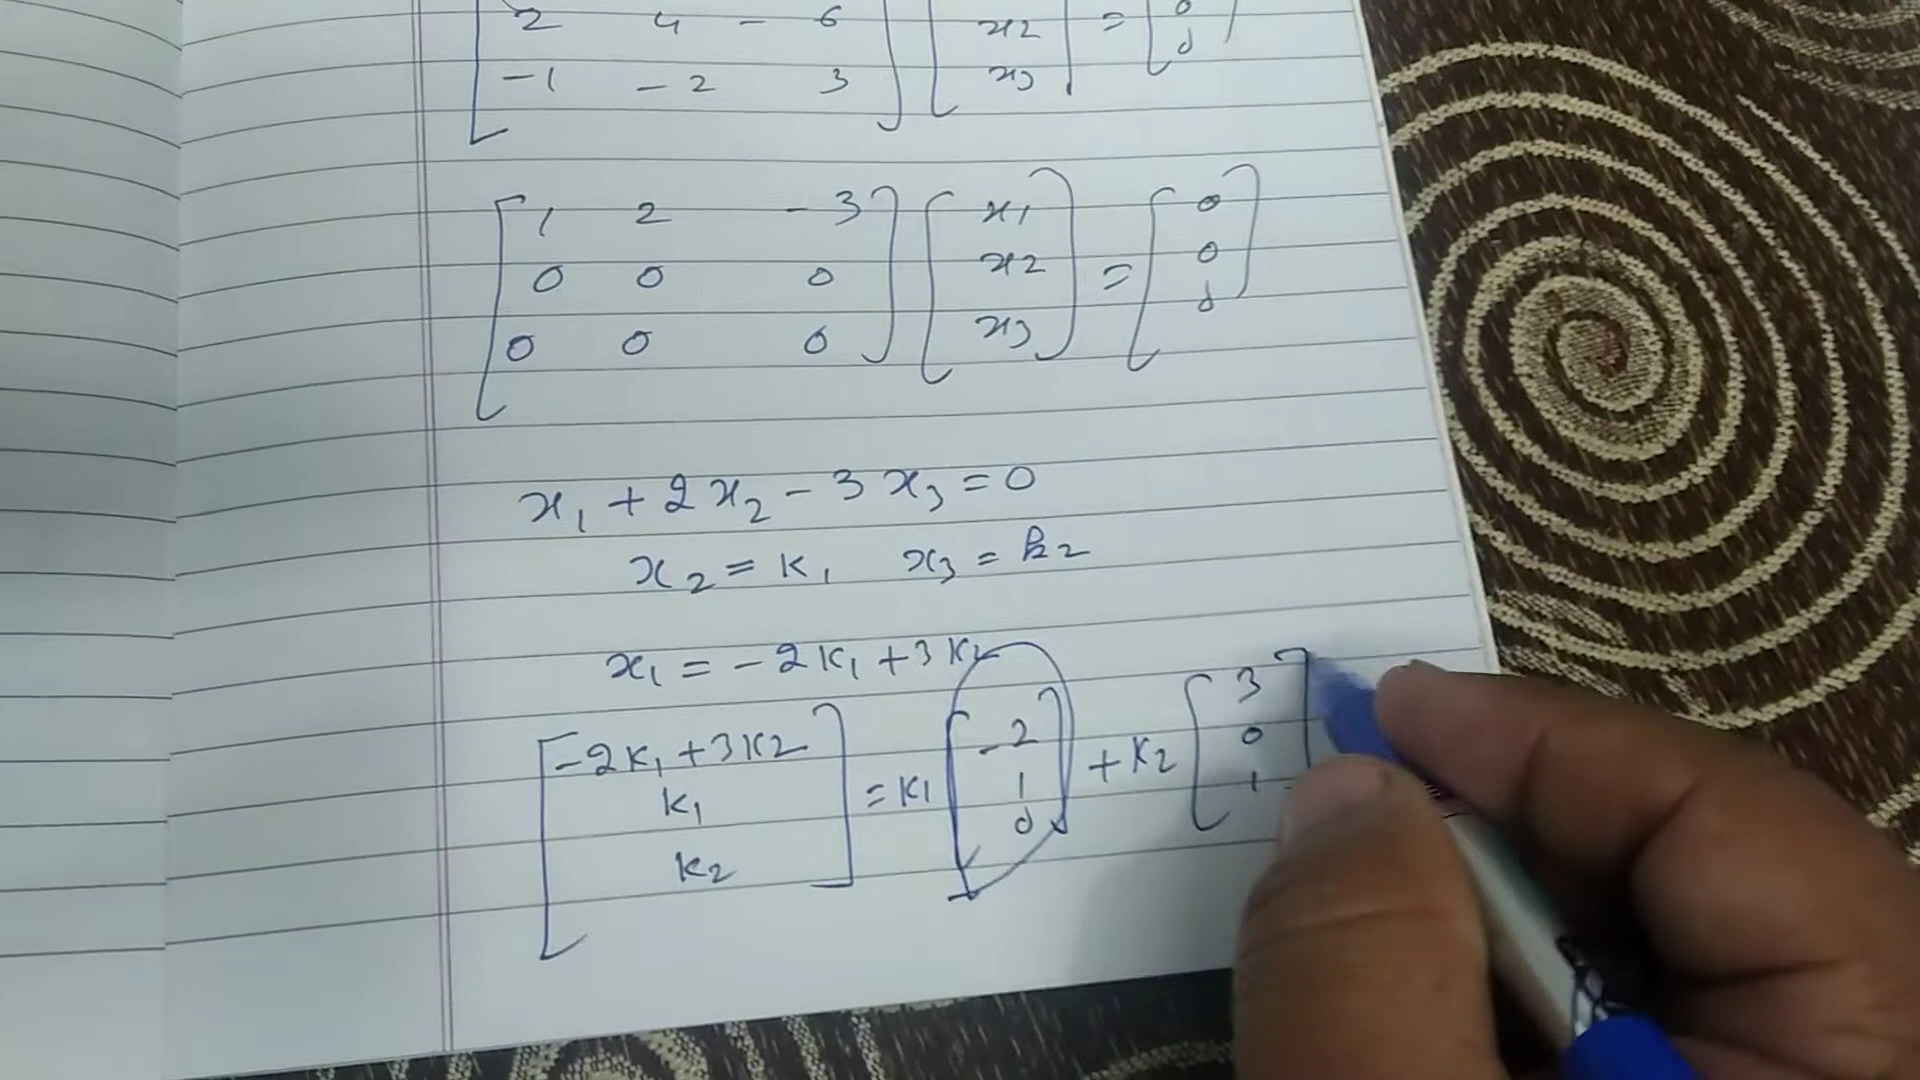 2 4 - 6 x2 = 0
-1 -2 3 x3 0
1 2 -3 x1 0
0 0 0 x2 = 0
0 0 0 x3 0
x₁ + 2x₂ - 3x₃ = 0
x₂ = k₁ x₃ = k₂
x₁ = -2k₁ + 3k₂
-2k₁ + 3k2 -2 3
k₁ = k₁ 1 + k₂ 0
k₂ 0 1